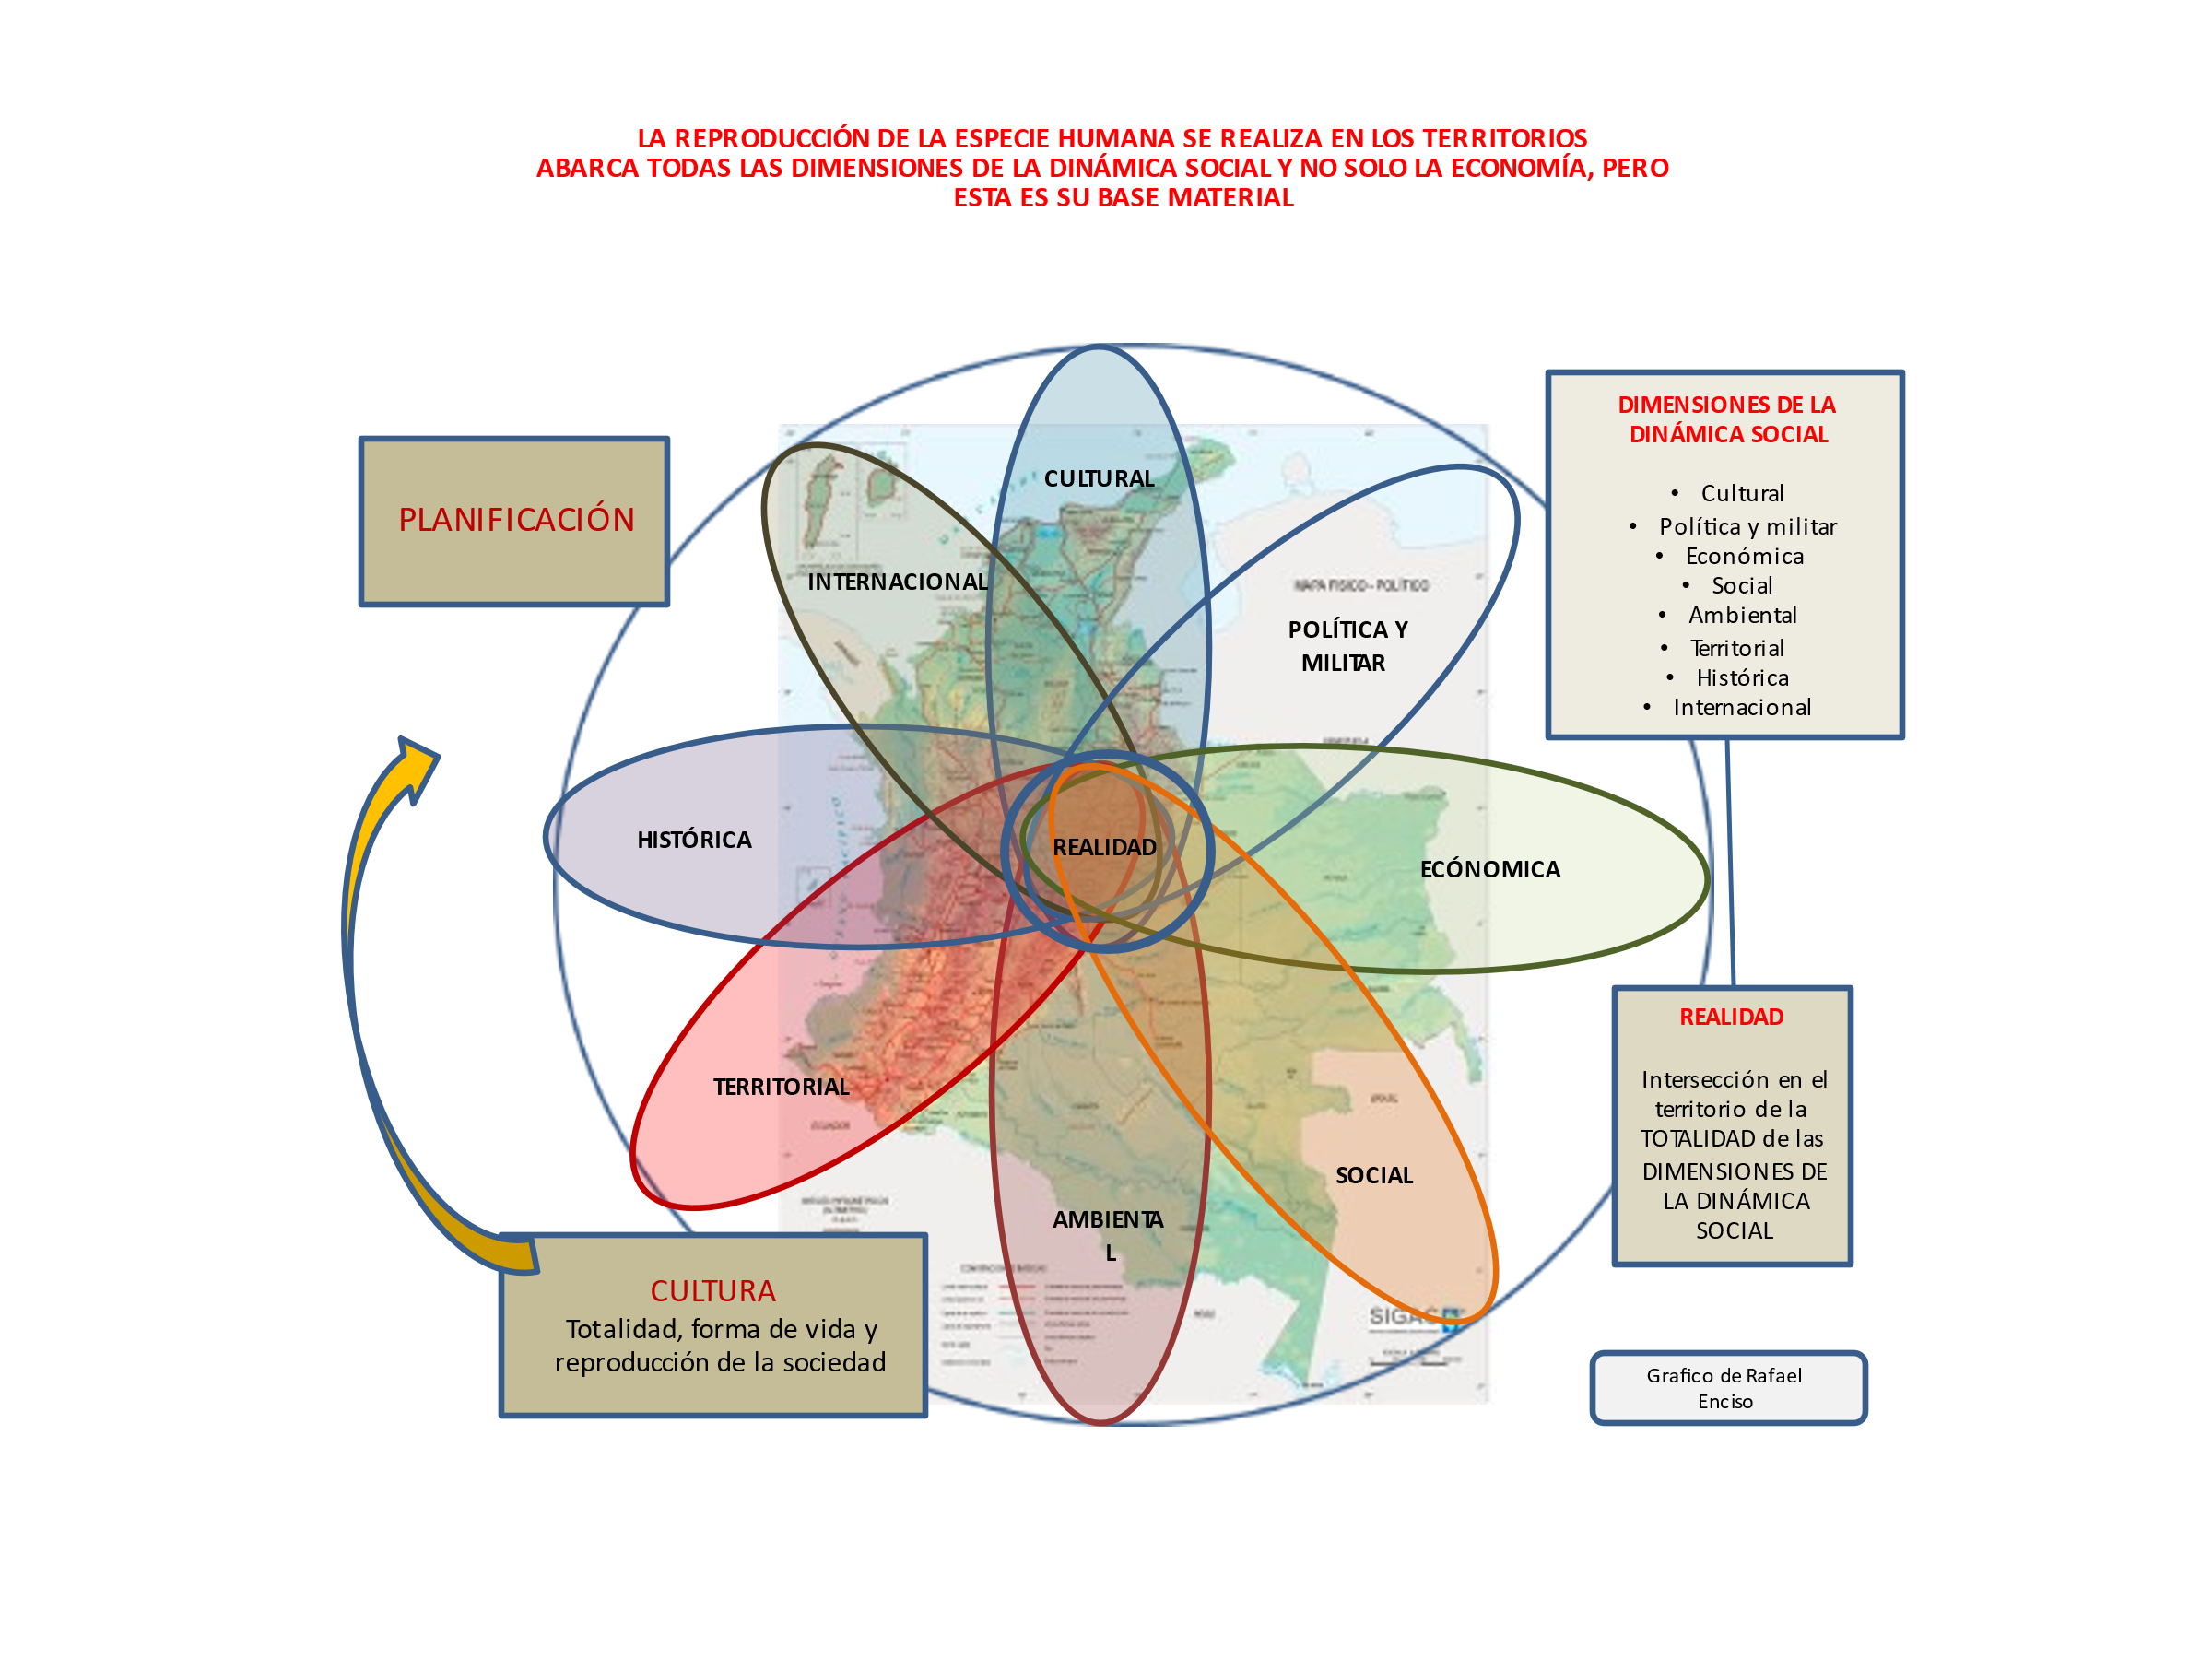 LA REPRODUCCIÓN DE LA ESPECIE HUMANA SE REALIZA EN LOS TERRITORIOS
ABARCA TODAS LAS DIMENSIONES DE LA DINÁMICA SOCIAL Y NO SOLO LA ECONOMÍA, PERO
ESTA ES SU BASE MATERIAL
PLANIFICACIÓN
CULTURAL
INTERNACIONAL
MAPA FISICO - POLÍTICO
POLÍTICA Y
MILITAR
HISTÓRICA
REALIDAD
ECÓNOMICA
TERRITORIAL
ECUADOR
BRASIL
SOCIAL
AMBIENTA
L
SIGAC
DIMENSIONES DE LA
DINÁMICA SOCIAL
• Cultural
• Política y militar
• Económica
• Social
• Ambiental
• Territorial
• Histórica
• Internacional
REALIDAD
Intersección en el
territorio de la
TOTALIDAD de las
DIMENSIONES DE
LA DINÁMICA
SOCIAL
CULTURA
Totalidad, forma de vida y
reproducción de la sociedad
Grafico de Rafael
Enciso